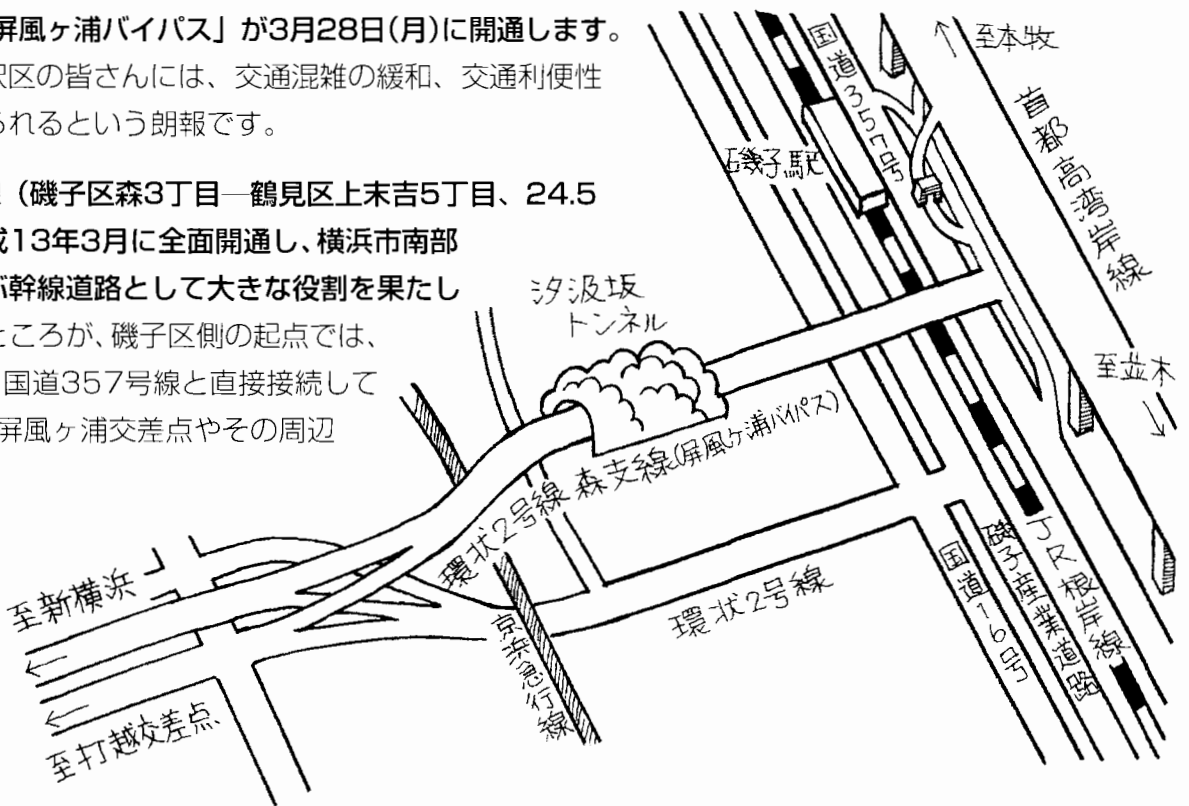 屏風ヶ浦バイパス」が3月28日(月)に開通します。
区の皆さんには、交通混雑の緩和、交通利便性
られるという朗報です。
(磯子区森3丁目―鶴見区上末吉5丁目、24.5
成13年3月に全面開通し、横浜市南部
ぶ幹線道路として大きな役割を果たし
ところが、磯子区側の起点では、
国道357号線と直接接続して
屏風ヶ浦交差点やその周辺
国道357号
至本牧
首都高湾岸線
磯子駅
汐汲坂
トンネル
至並木
環状2号線 森支線(屏風ヶ浦バイパス)
至新横浜
環状2号線
京浜急行線
国道16号
磯子産業道路
JR根岸線
至打越交差点